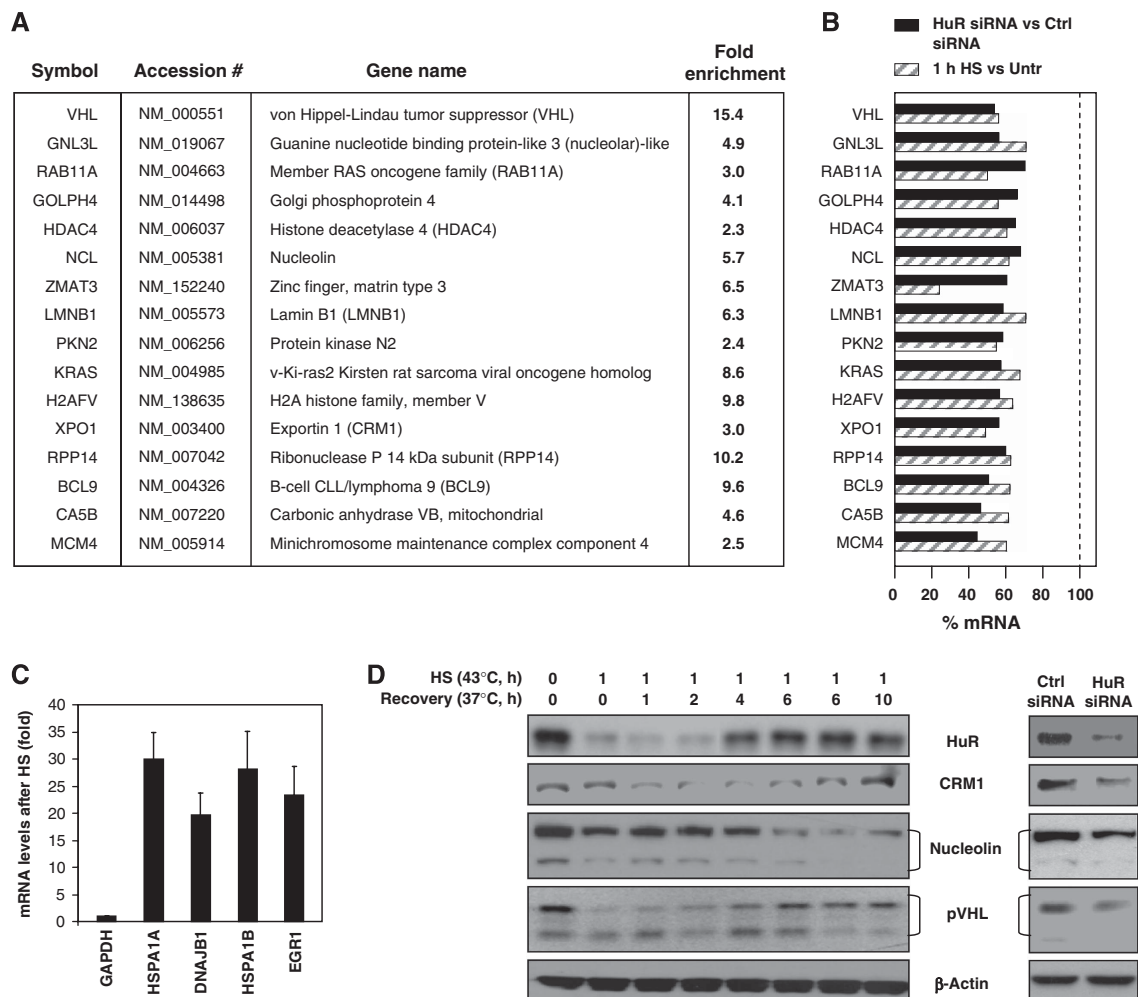 A
Symbol Accession # Gene name Fold enrichment
VHL NM_000551 von Hippel-Lindau tumor suppressor (VHL) 15.4
GNL3L NM_019067 Guanine nucleotide binding protein-like 3 (nucleolar)-like 4.9
RAB11A NM_004663 Member RAS oncogene family (RAB11A) 3.0
GOLPH4 NM_014498 Golgi phosphoprotein 4 4.1
HDAC4 NM_006037 Histone deacetylase 4 (HDAC4) 2.3
NCL NM_005381 Nucleolin 5.7
ZMAT3 NM_152240 Zinc finger, matrin type 3 6.5
LMNB1 NM_005573 Lamin B1 (LMNB1) 6.3
PKN2 NM_006256 Protein kinase N2 2.4
KRAS NM_004985 v-Ki-ras2 Kirsten rat sarcoma viral oncogene homolog 8.6
H2AFV NM_138635 H2A histone family, member V 9.8
XPO1 NM_003400 Exportin 1 (CRM1) 3.0
RPP14 NM_007042 Ribonuclease P 14 kDa subunit (RPP14) 10.2
BCL9 NM_004326 B-cell CLL/lymphoma 9 (BCL9) 9.6
CA5B NM_007220 Carbonic anhydrase VB, mitochondrial 4.6
MCM4 NM_005914 Minichromosome maintenance complex component 4 2.5
B
HuR siRNA vs Ctrl
siRNA
1 h HS vs Untr
VHL
GNL3L
RAB11A
GOLPH4
HDAC4
NCL
ZMAT3
LMNB1
PKN2
KRAS
H2AFV
XPO1
RPP14
BCL9
CA5B
MCM4
0 20 40 60 80 100
% mRNA
C
mRNA levels after HS (fold)
40
35
30
25
20
15
10
5
0
GAPDH
HSPA1A
DNAJB1
HSPA1B
EGR1
D
HS (43°C, h) 0 1 1 1 1 1 1 1
Recovery (37°C, h) 0 0 1 2 4 6 6 10
Ctrl siRNA
HuR siRNA
HuR
CRM1
Nucleolin
pVHL
β-Actin